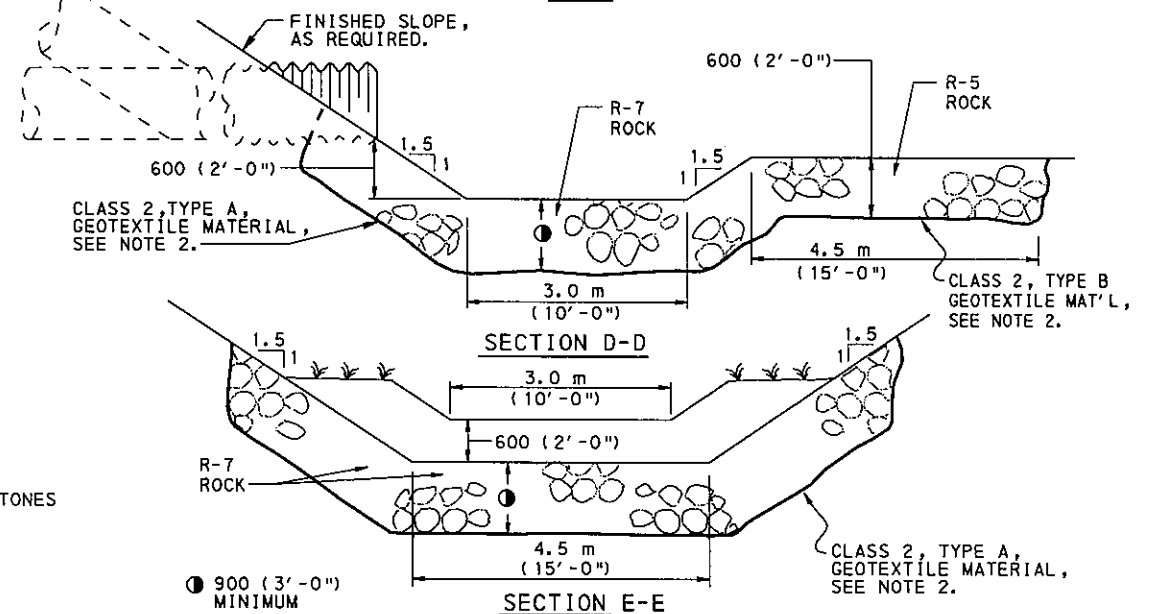 FINISHED SLOPE,
AS REQUIRED.
600 (2'-0")
R-5
ROCK
R-7
ROCK
1.5
1
1.5
1
600 (2'-0")
CLASS 2, TYPE A,
GEOTEXTILE MATERIAL,
SEE NOTE 2.
4.5 m
(15'-0")
3.0 m
(10'-0")
CLASS 2, TYPE B
GEOTEXTILE MAT'L,
SEE NOTE 2.
SECTION D-D
1.5
1
1.5
1
3.0 m
(10'-0")
600 (2'-0")
R-7
ROCK
TONES
4.5 m
(15'-0")
CLASS 2, TYPE A,
GEOTEXTILE MATERIAL,
SEE NOTE 2.
900 (3'-0")
MINIMUM
SECTION E-E